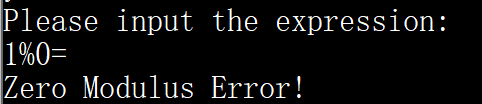 Please input the expression:
1%0=
Zero Modulus Error!